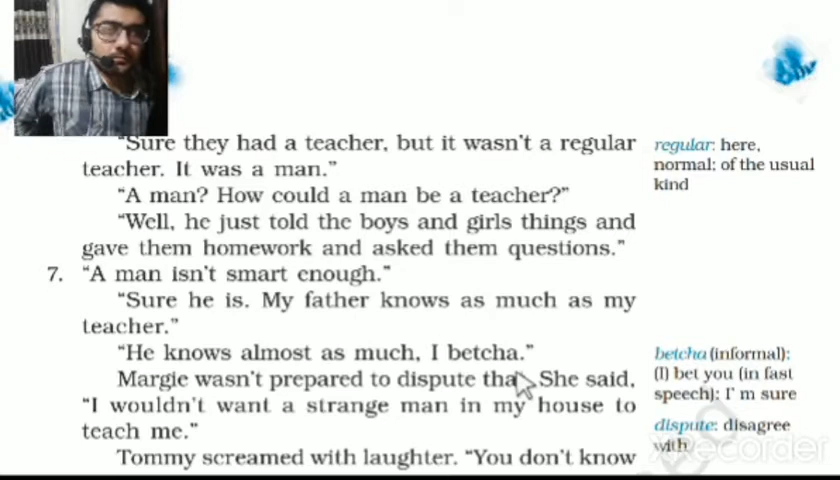 "Sure they had a teacher, but it wasn't a regular
teacher. It was a man."
"A man? How could a man be a teacher?"
"Well, he just told the boys and girls things and
gave them homework and asked them questions."
7. "A man isn't smart enough."
"Sure he is. My father knows as much as my
teacher."
"He knows almost as much, I betcha."
Margie wasn't prepared to dispute tha. She said,
"I wouldn't want a strange man in my house to
teach me."
Tommy screamed with laughter. "You don't know
regular: here,
normal; of the usual
kind
betcha (informal):
(I) bet you (in fast
speech): I' m sure
dispute: disagree
with
XRecorder